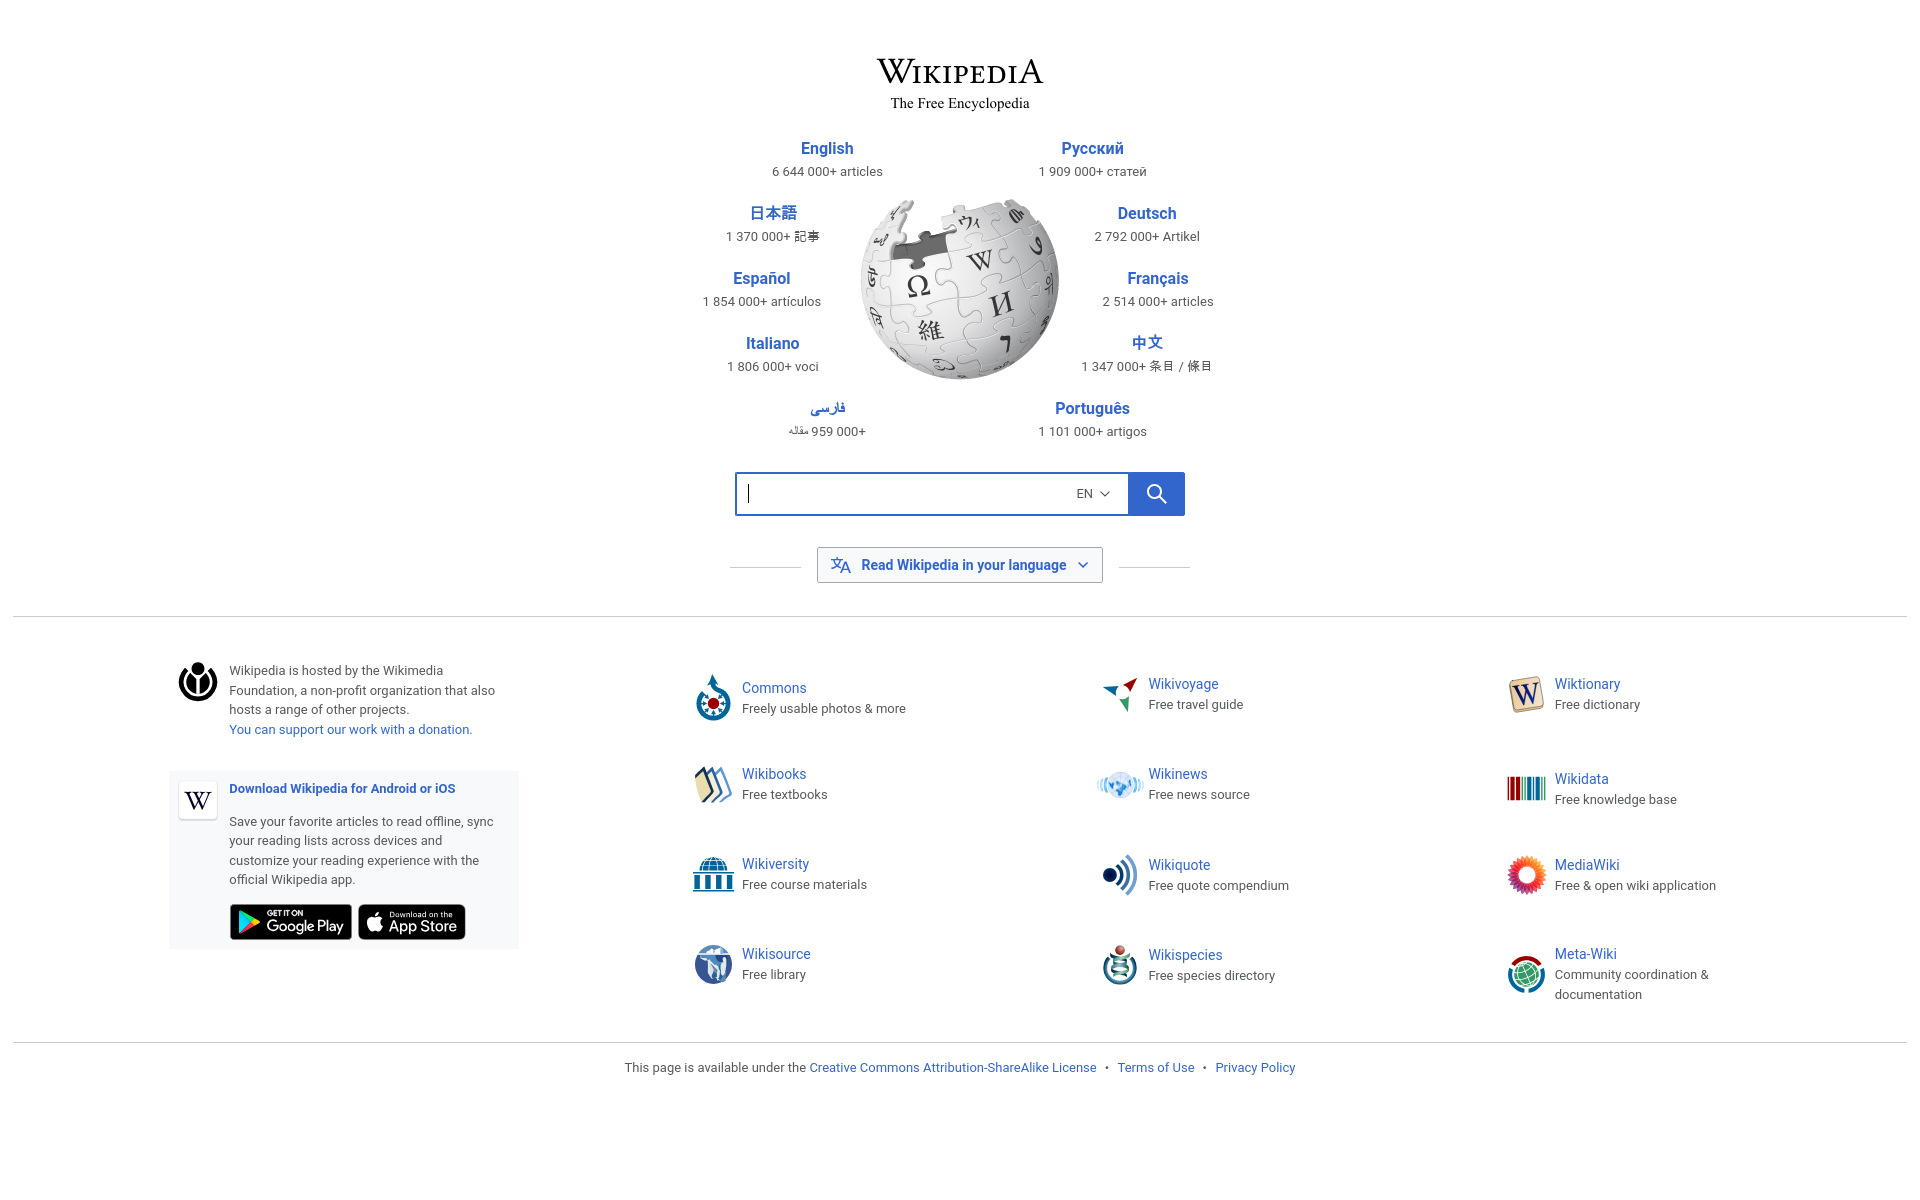 WIKIPEDIA
The Free Encyclopedia
English
6 644 000+ articles
Русский
1 909 000+ статей
日本語
1 370 000+ 記事
Deutsch
2 792 000+ Artikel
Español
1 854 000+ artículos
Français
2 514 000+ articles
Italiano
1 806 000+ voci
中文
1 347 000+ 条目 / 條目
فارسی
959 000+ مقاله
Português
1 101 000+ artigos
Ω
W
И
維
ウィ
EN
Read Wikipedia in your language
Wikipedia is hosted by the Wikimedia
Foundation, a non-profit organization that also
hosts a range of other projects.
You can support our work with a donation.
W
Download Wikipedia for Android or iOS
Save your favorite articles to read offline, sync
your reading lists across devices and
customize your reading experience with the
official Wikipedia app.
GET IT ON
Google Play
Download on the
App Store
Commons
Freely usable photos & more
Wikivoyage
Free travel guide
W
Wiktionary
Free dictionary
Wikibooks
Free textbooks
Wikinews
Free news source
Wikidata
Free knowledge base
Wikiversity
Free course materials
Wikiquote
Free quote compendium
MediaWiki
Free & open wiki application
Wikisource
Free library
Wikispecies
Free species directory
Meta-Wiki
Community coordination &
documentation
This page is available under the Creative Commons Attribution-ShareAlike License • Terms of Use • Privacy Policy